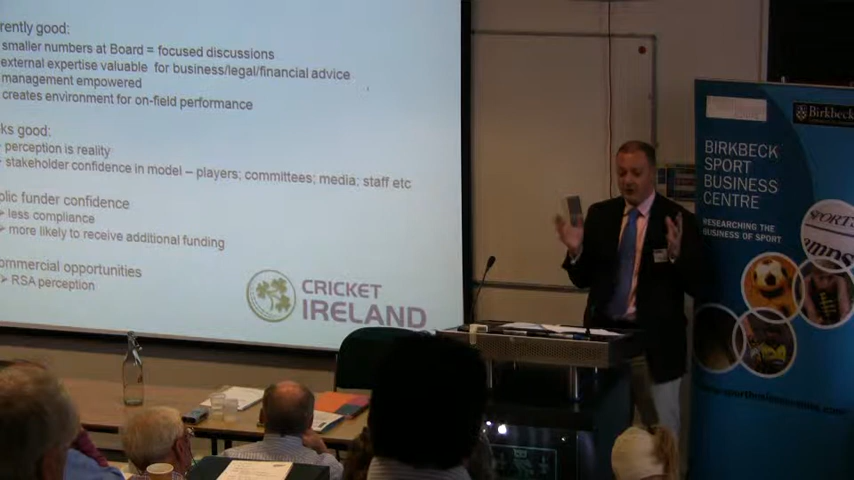 rently good:
smaller numbers at Board = focused discussions
external expertise valuable for business/legal/financial advice
management empowered
creates environment for on-field performance
ks good:
perception is reality
stakeholder confidence in model – players; committees; media; staff etc
blic funder confidence
less compliance
more likely to receive additional funding
ommercial opportunities
RSA perception
CRICKET
IRELAND
Birkbeck
BIRKBECK
SPORT
BUSINESS
CENTRE
RESEARCHING THE
BUSINESS OF SPORT
SPORTS